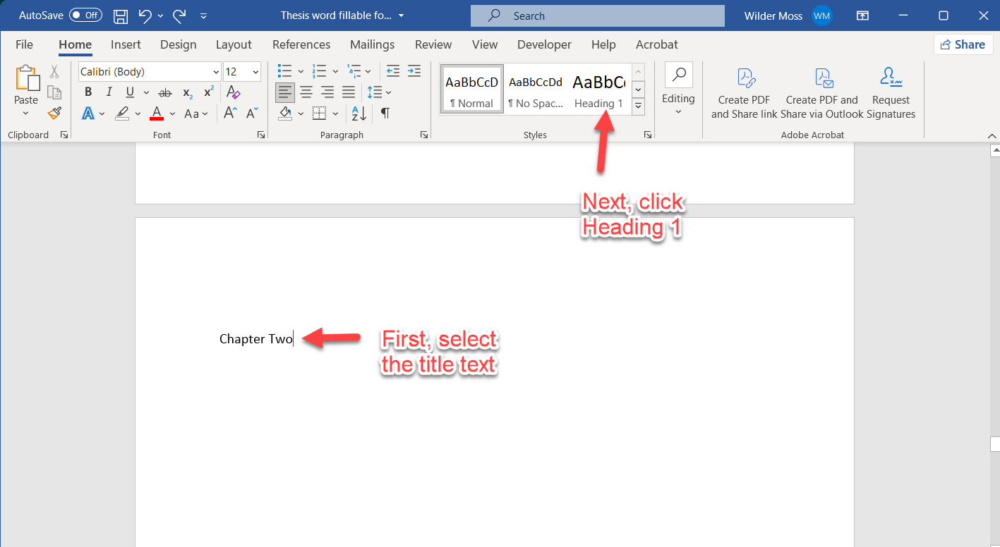 AutoSave Off Thesis word fillable fo... Search Wilder Moss WM
File Home Insert Design Layout References Mailings Review View Developer Help Acrobat Share
Calibri (Body) 12 AaBbCcD AaBbCcDd AaBbCc
Paste B I U ab x₂ x² A ¶ Normal ¶ No Spac... Heading 1 Editing Create PDF and Share link Create PDF and Share via Outlook Request Signatures
A A Aa A A A Z ¶
Clipboard Font Paragraph Styles Adobe Acrobat
Next, click
Heading 1
Chapter Two
First, select
the title text